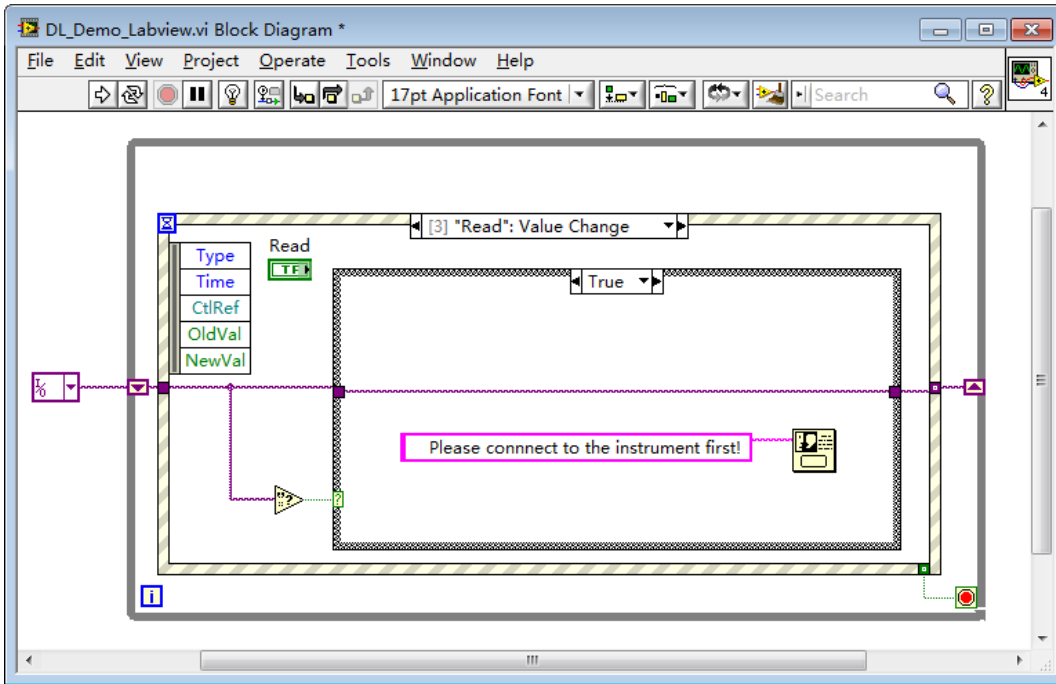 DL_Demo_Labview.vi Block Diagram *
File Edit View Project Operate Tools Window Help
17pt Application Font Search
4
[3] "Read": Value Change
Type
Time
CtlRef
OldVal
NewVal
Read
TF
True
I/O
Please connnect to the instrument first!
?
?
i